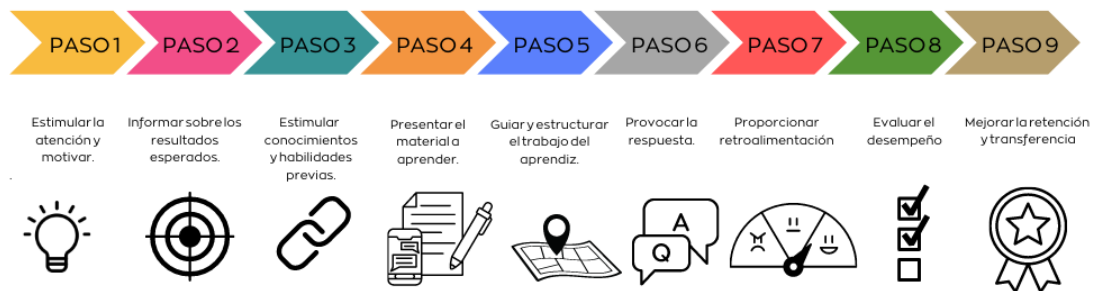 PASO 1
PASO 2
PASO 3
PASO 4
PASO 5
PASO 6
PASO 7
PASO 8
PASO 9
Estimular la
atención y
motivar.
Informar sobre los
resultados
esperados.
Estimular
conocimientos
y habilidades
previas.
Presentar el
material a
aprender.
Guiar y estructurar
el trabajo del
aprendiz.
Provocar la
respuesta.
Proporcionar
retroalimentación
Evaluar el
desempeño
Mejorar la retención
y transferencia
.
A
Q